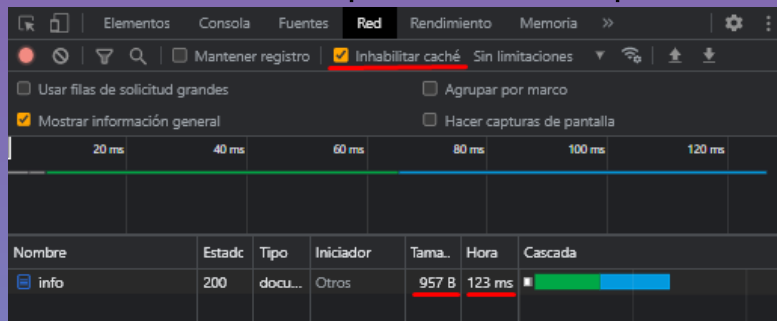 Elementos Consola Fuentes Red Rendimiento Memoria »
Mantener registro Inhabilitar caché Sin limitaciones
Usar filas de solicitud grandes Agrupar por marco
Mostrar información general Hacer capturas de pantalla
20 ms 40 ms 60 ms 80 ms 100 ms 120 ms
Nombre Estadc Tipo Iniciador Tama.. Hora Cascada
info 200 docu... Otros 957 B 123 ms